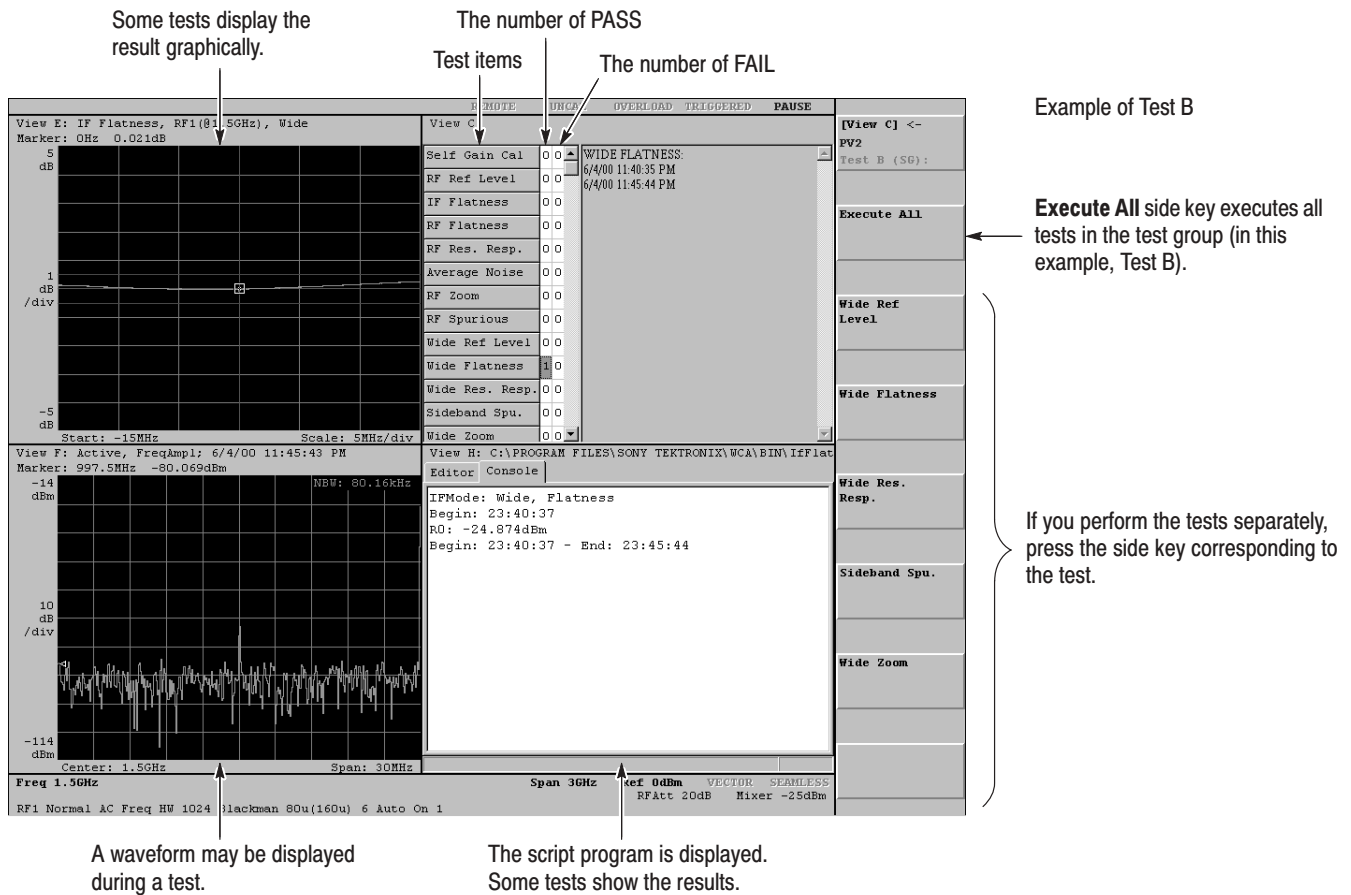 Some tests display the
result graphically.
The number of PASS
Test items
The number of FAIL
REMOTE UNCAL OVERLOAD TRIGGERED PAUSE
Example of Test B
View E: IF Flatness, RF1(@1.5GHz), Wide
Marker: 0Hz 0.021dB
5
dB
1
dB
/div
-5
dB
Start: -15MHz Scale: 5MHz/div
View C
Self Gain Cal 0 0
RF Ref Level 0 0
IF Flatness 0 0
RF Flatness 0 0
RF Res. Resp. 0 0
Average Noise 0 0
RF Zoom 0 0
RF Spurious 0 0
Wide Ref Level 0 0
Wide Flatness 1 0
Wide Res. Resp. 0 0
Sideband Spu. 0 0
Wide Zoom 0 0
WIDE FLATNESS:
6/4/00 11:40:35 PM
6/4/00 11:45:44 PM
[View C] <-
PV2
Test B (SG):
Execute All
Wide Ref
Level
Wide Flatness
Wide Res.
Resp.
Sideband Spu.
Wide Zoom
Execute All side key executes all
tests in the test group (in this
example, Test B).
If you perform the tests separately,
press the side key corresponding to
the test.
View F: Active, FreqAmpl; 6/4/00 11:45:43 PM
Marker: 997.5MHz -80.069dBm
-14
dBm
NBW: 80.16kHz
10
dB
/div
-114
dBm
Center: 1.5GHz Span: 30MHz
View H: C:\PROGRAM FILES\SONY TEKTRONIX\WCA\BIN\IfFlat
Editor Console
IFMode: Wide, Flatness
Begin: 23:40:37
R0: -24.874dBm
Begin: 23:40:37 - End: 23:45:44
Freq 1.5GHz Span 3GHz Ref 0dBm VECTOR SEAMLESS
RFAtt 20dB Mixer -25dBm
RF1 Normal AC Freq HW 1024 Blackman 80u(160u) 6 Auto On 1
A waveform may be displayed
during a test.
The script program is displayed.
Some tests show the results.